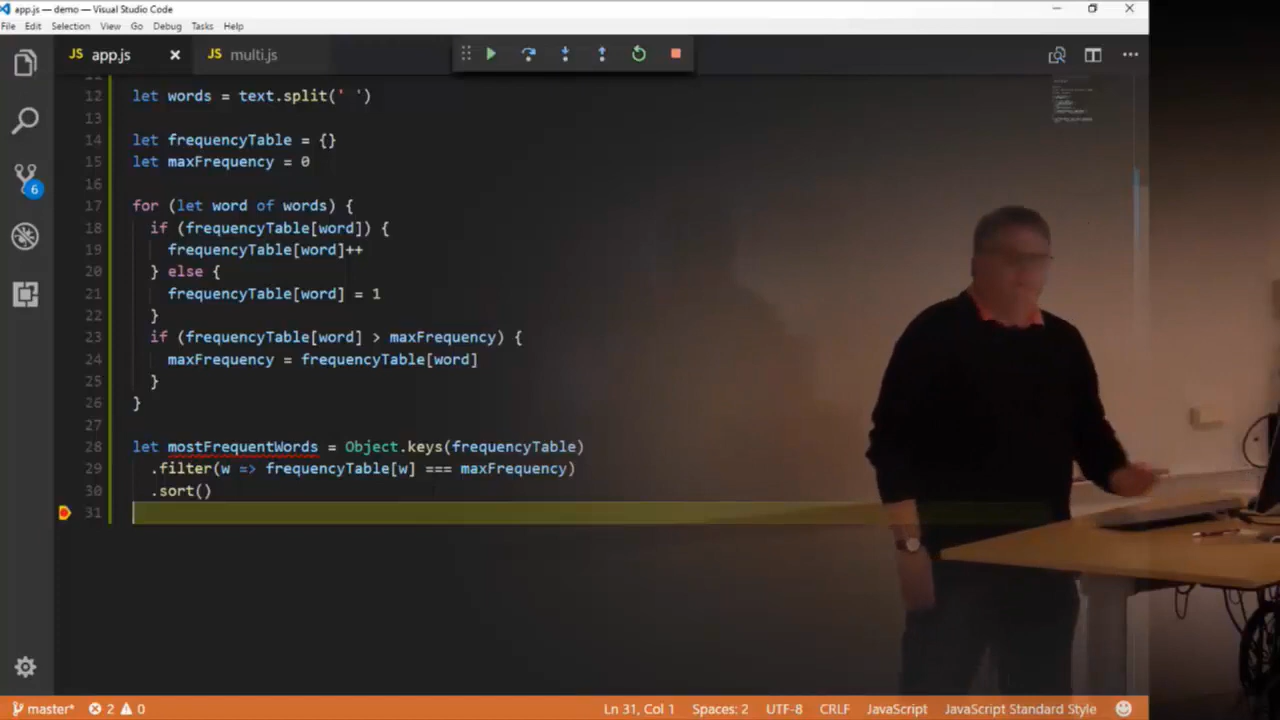 app.js — demo — Visual Studio Code
File Edit Selection View Go Debug Tasks Help
JS app.js JS multi.js
12 let words = text.split(' ')
13
14 let frequencyTable = {}
15 let maxFrequency = 0
16
17 for (let word of words) {
18 if (frequencyTable[word]) {
19 frequencyTable[word]++
20 } else {
21 frequencyTable[word] = 1
22 }
23 if (frequencyTable[word] > maxFrequency) {
24 maxFrequency = frequencyTable[word]
25 }
26 }
27
28 let mostFrequentWords = Object.keys(frequencyTable)
29 .filter(w => frequencyTable[w] === maxFrequency)
30 .sort()
31
6
master* 2 0 Ln 31, Col 1 Spaces: 2 UTF-8 CRLF JavaScript JavaScript Standard Style